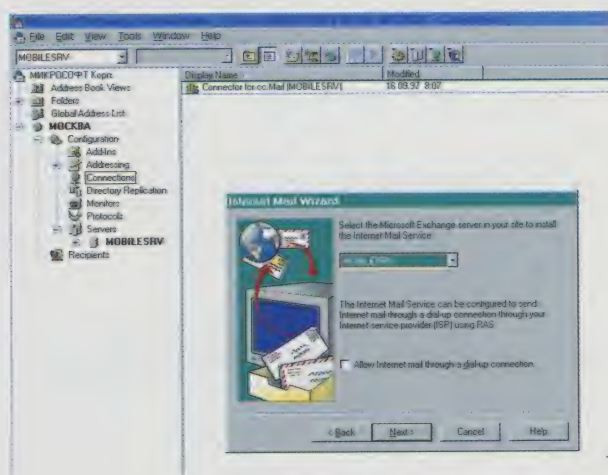 File Edit View Tools Window Help
MOBILESRV
Display Name Modified
МИКРОСОФТ Корп.
Connector for cc:Mail (MOBILESRV) 16.09.97 8:07
Address Book Views
Folders
Global Address List
МОСКВА
Configuration
Add-Ins
Addressing
Connections
Directory Replication
Monitors
Protocols
Servers
MOBILESRV
Recipients
Internet Mail Wizard
Select the Microsoft Exchange server in your site to install
the Internet Mail Service
The Internet Mail Service can be configured to send
Internet mail through a dial-up connection through your
Internet service provider (ISP) using RAS
Allow Internet mail through a dial-up connection
< Back Next > Cancel Help